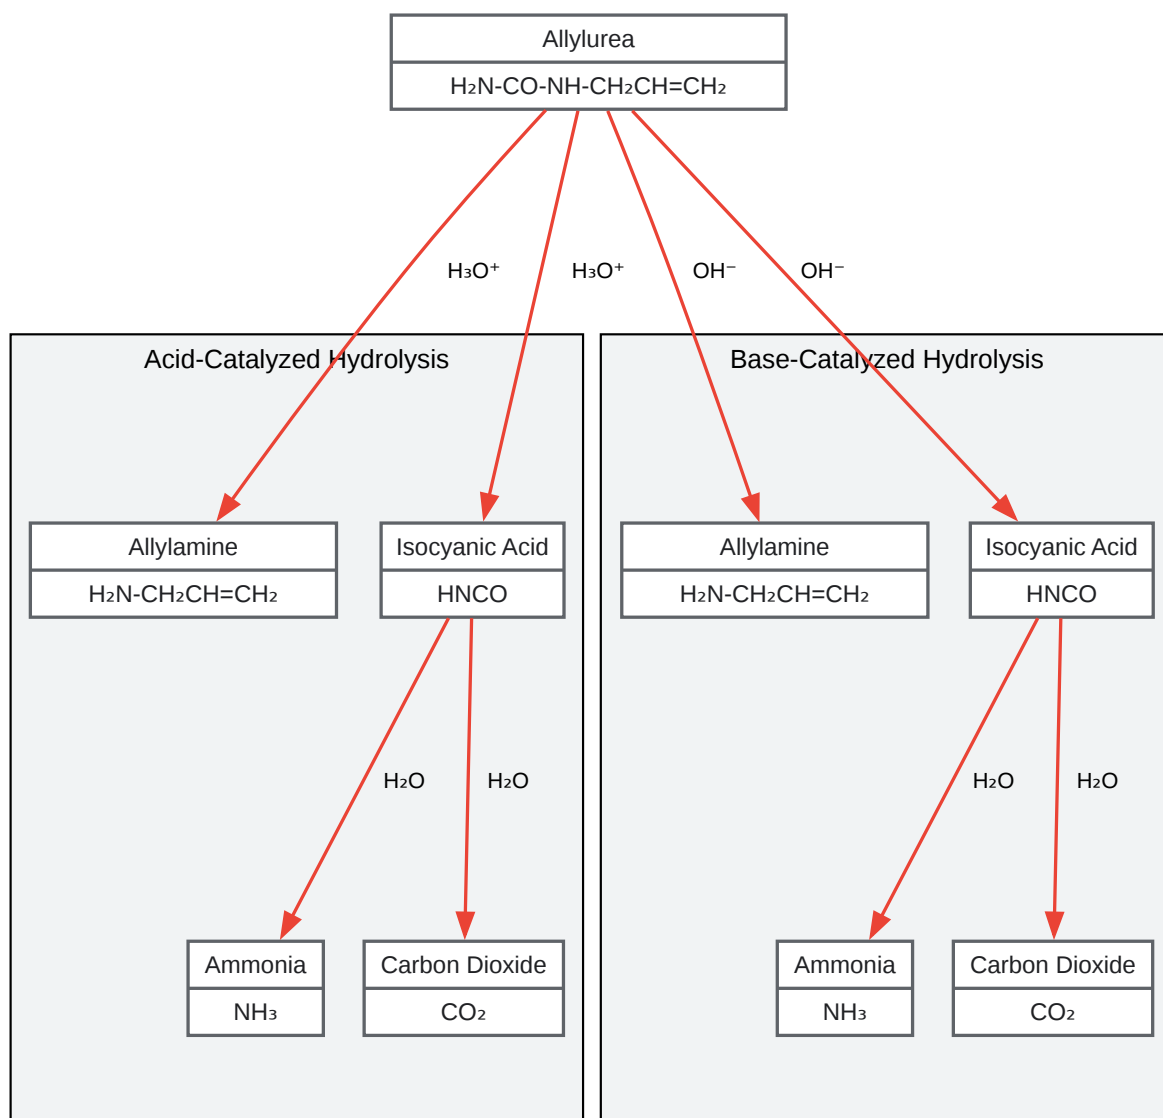 Allylurea
H₂N-CO-NH-CH₂CH=CH₂
H₃O⁺
H₃O⁺
OH⁻
OH⁻
Acid-Catalyzed Hydrolysis
Base-Catalyzed Hydrolysis
Allylamine
H₂N-CH₂CH=CH₂
Isocyanic Acid
HNCO
Allylamine
H₂N-CH₂CH=CH₂
Isocyanic Acid
HNCO
H₂O
H₂O
H₂O
H₂O
Ammonia
NH₃
Carbon Dioxide
CO₂
Ammonia
NH₃
Carbon Dioxide
CO₂